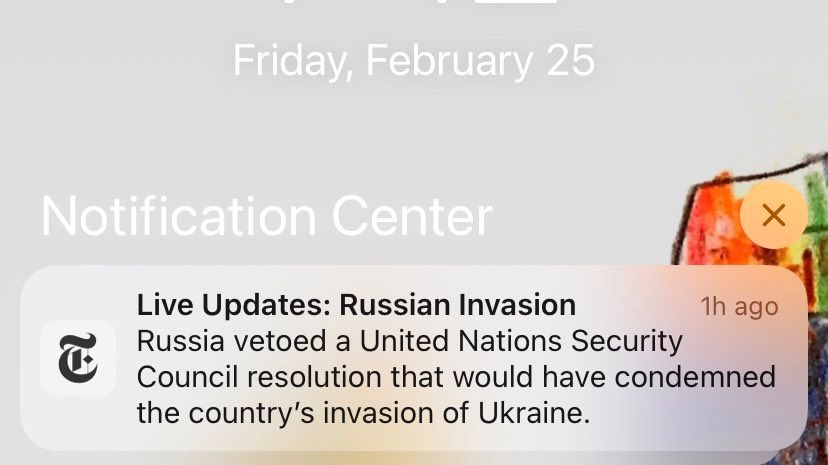 Friday, February 25
Notification Center
Live Updates: Russian Invasion
1h ago
Russia vetoed a United Nations Security
Council resolution that would have condemned
the country’s invasion of Ukraine.